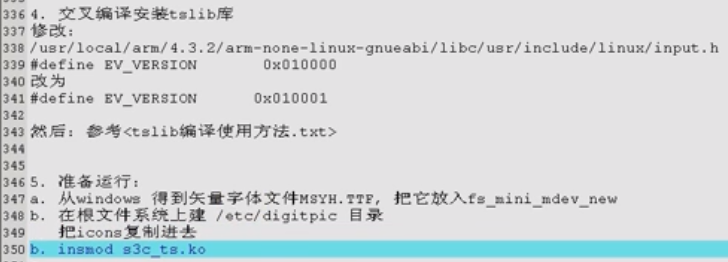 336 4. 交叉编译安装tslib库
337 修改:
338 /usr/local/arm/4.3.2/arm-none-linux-gnueabi/libc/usr/include/linux/input.h
339 #define EV_VERSION 0x010000
340 改为
341 #define EV_VERSION 0x010001
342
343 然后: 参考<tslib编译使用方法.txt>
344
345
346 5. 准备运行:
347 a. 从windows 得到矢量字体文件MSYH.TTF, 把它放入fs_mini_mdev_new
348 b. 在根文件系统上建 /etc/digitpic 目录
349 把icons复制进去
350 b. insmod s3c_ts.ko